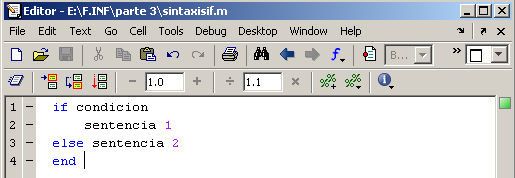 Editor - E:\F.INF\parte 3\sintaxisif.m
File Edit Text Go Cell Tools Debug Desktop Window Help
B...
1.0 1.1
1 if condicion
2 sentencia 1
3 else sentencia 2
4 end